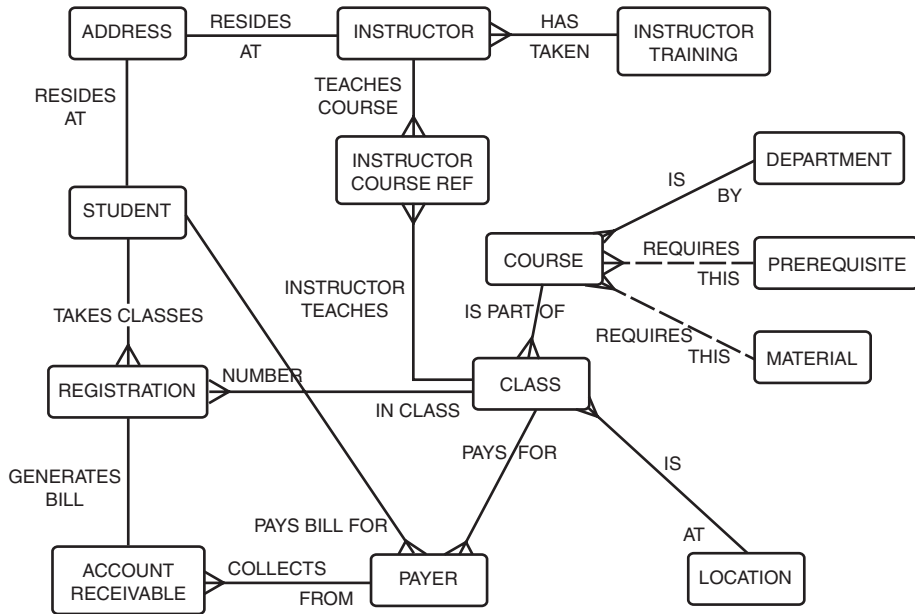 ADDRESS
RESIDES
AT
INSTRUCTOR
HAS
TAKEN
INSTRUCTOR
TRAINING
RESIDES
AT
TEACHES
COURSE
INSTRUCTOR
COURSE REF
DEPARTMENT
IS
BY
STUDENT
COURSE
REQUIRES
THIS
PREREQUISITE
INSTRUCTOR
TEACHES
IS PART OF
TAKES CLASSES
REQUIRES
THIS
MATERIAL
REGISTRATION
NUMBER
IN CLASS
CLASS
PAYS FOR
IS
AT
GENERATES
BILL
PAYS BILL FOR
ACCOUNT
RECEIVABLE
COLLECTS
FROM
PAYER
LOCATION